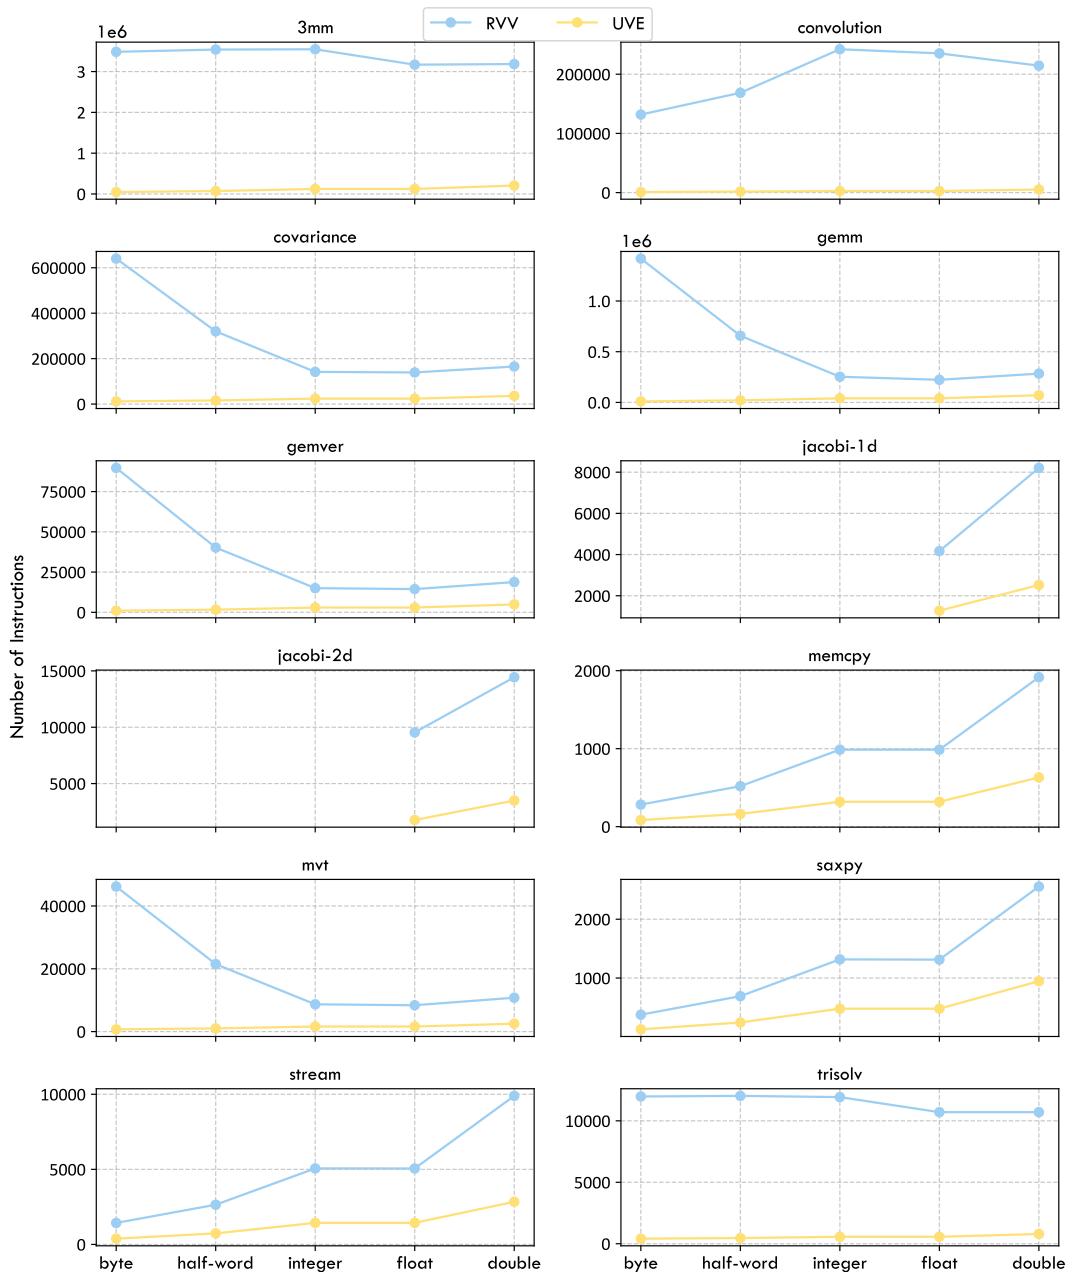 RVV UVE
3mm
1e6
3
2
1
0
convolution
200000
100000
0
covariance
600000
400000
200000
0
gemm
1e6
1.0
0.5
0.0
gemver
75000
50000
25000
0
jacobi-1d
8000
6000
4000
2000
Number of Instructions
jacobi-2d
15000
10000
5000
memcpy
2000
1000
0
mvt
40000
20000
0
saxpy
2000
1000
stream
10000
5000
0
byte half-word integer float double
trisolv
10000
5000
0
byte half-word integer float double